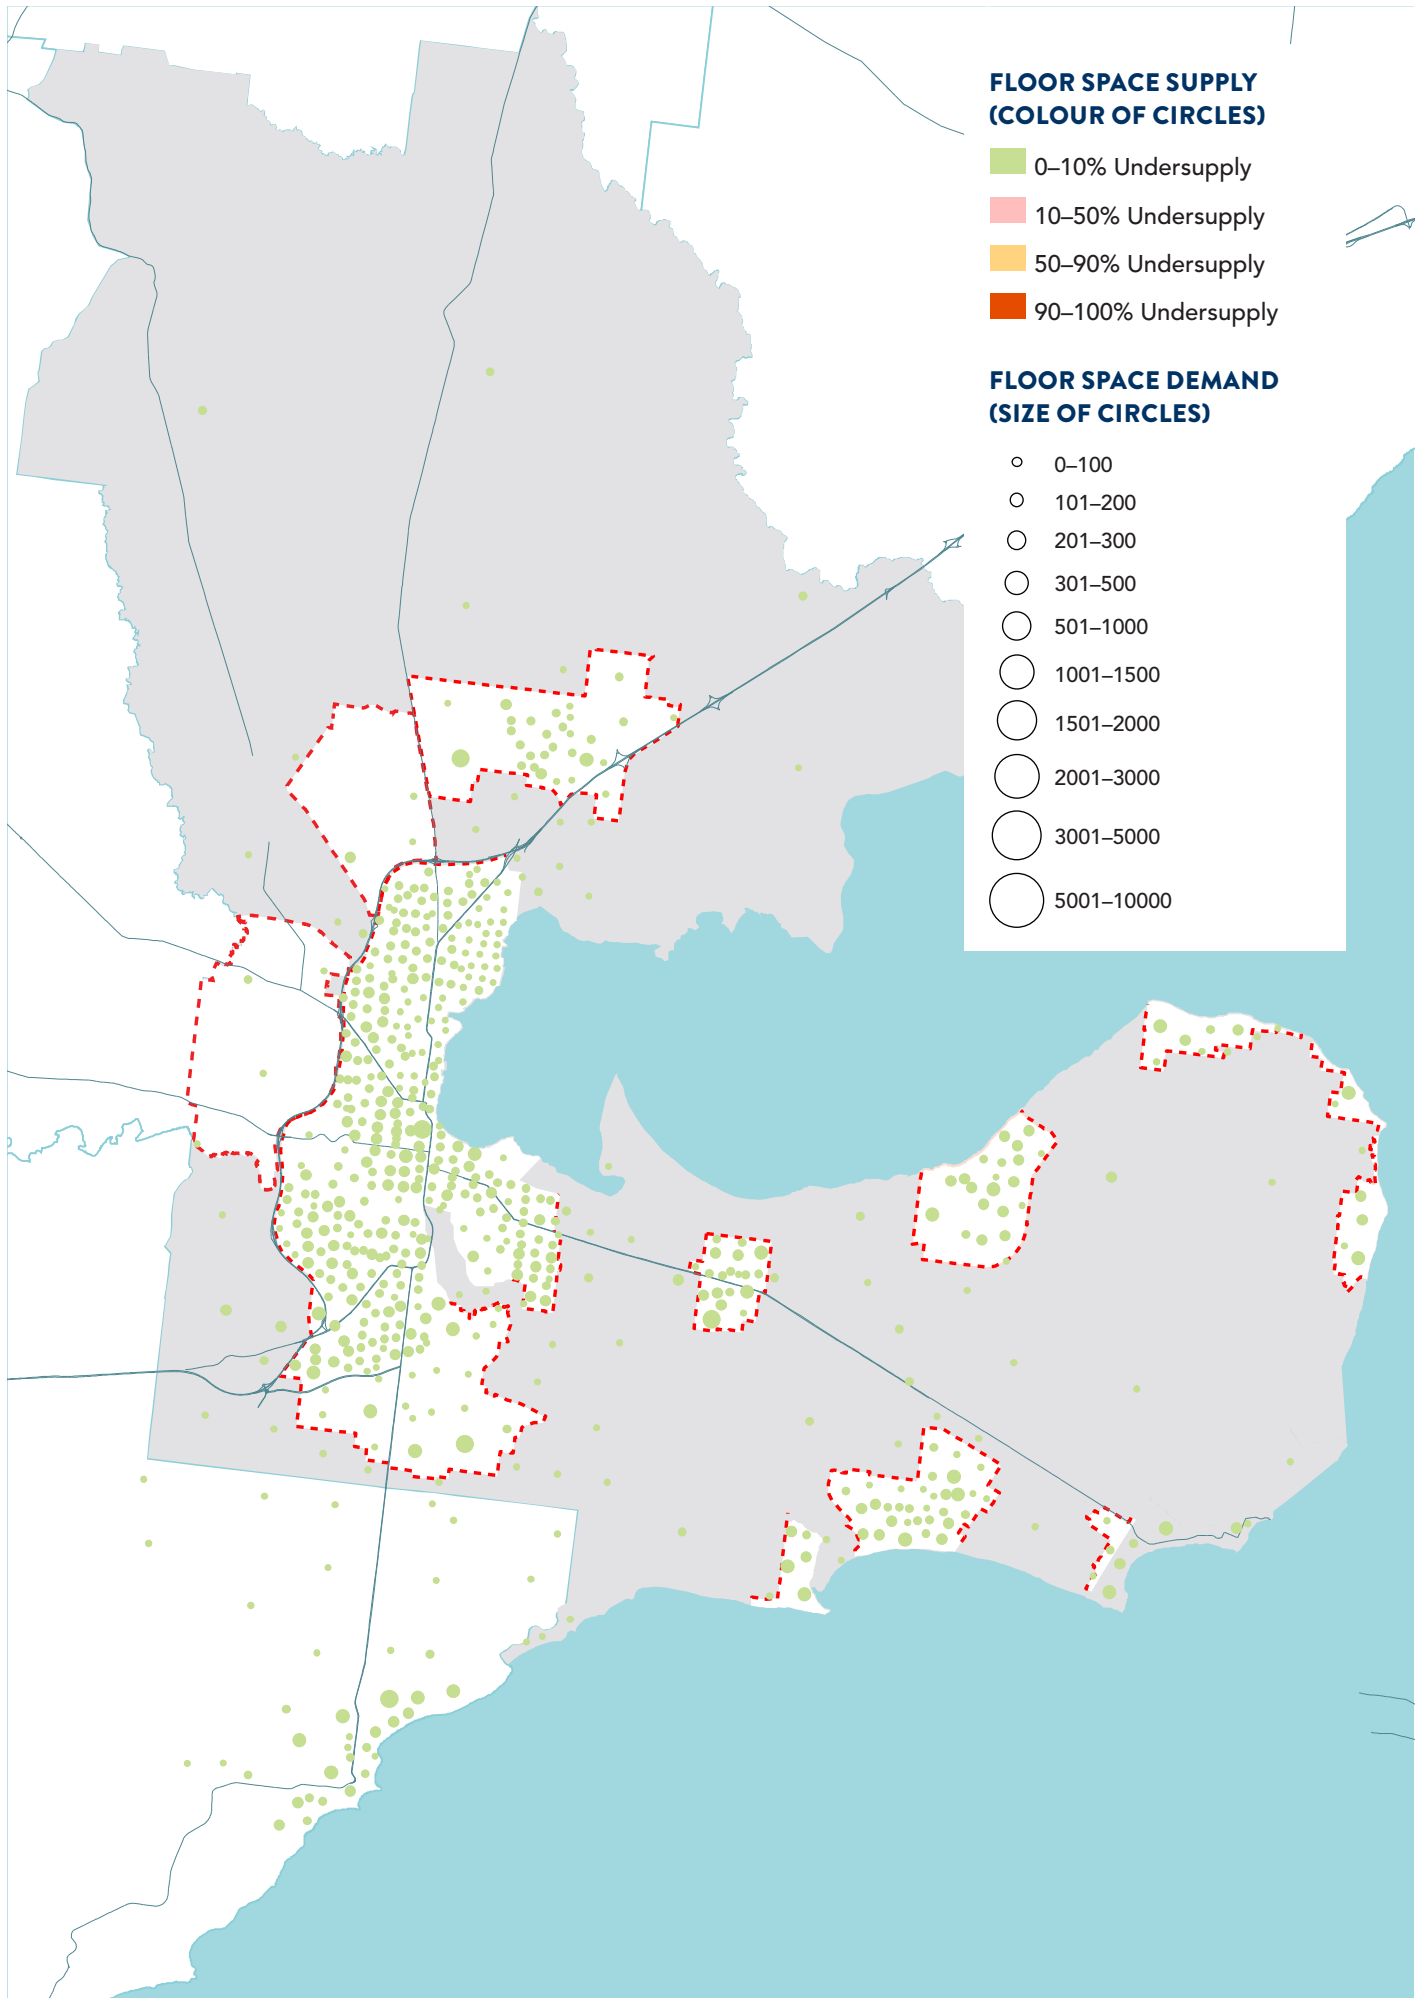 FLOOR SPACE SUPPLY
(COLOUR OF CIRCLES)
0–10% Undersupply
10–50% Undersupply
50–90% Undersupply
90–100% Undersupply
FLOOR SPACE DEMAND
(SIZE OF CIRCLES)
0–100
101–200
201–300
301–500
501–1000
1001–1500
1501–2000
2001–3000
3001–5000
5001–10000